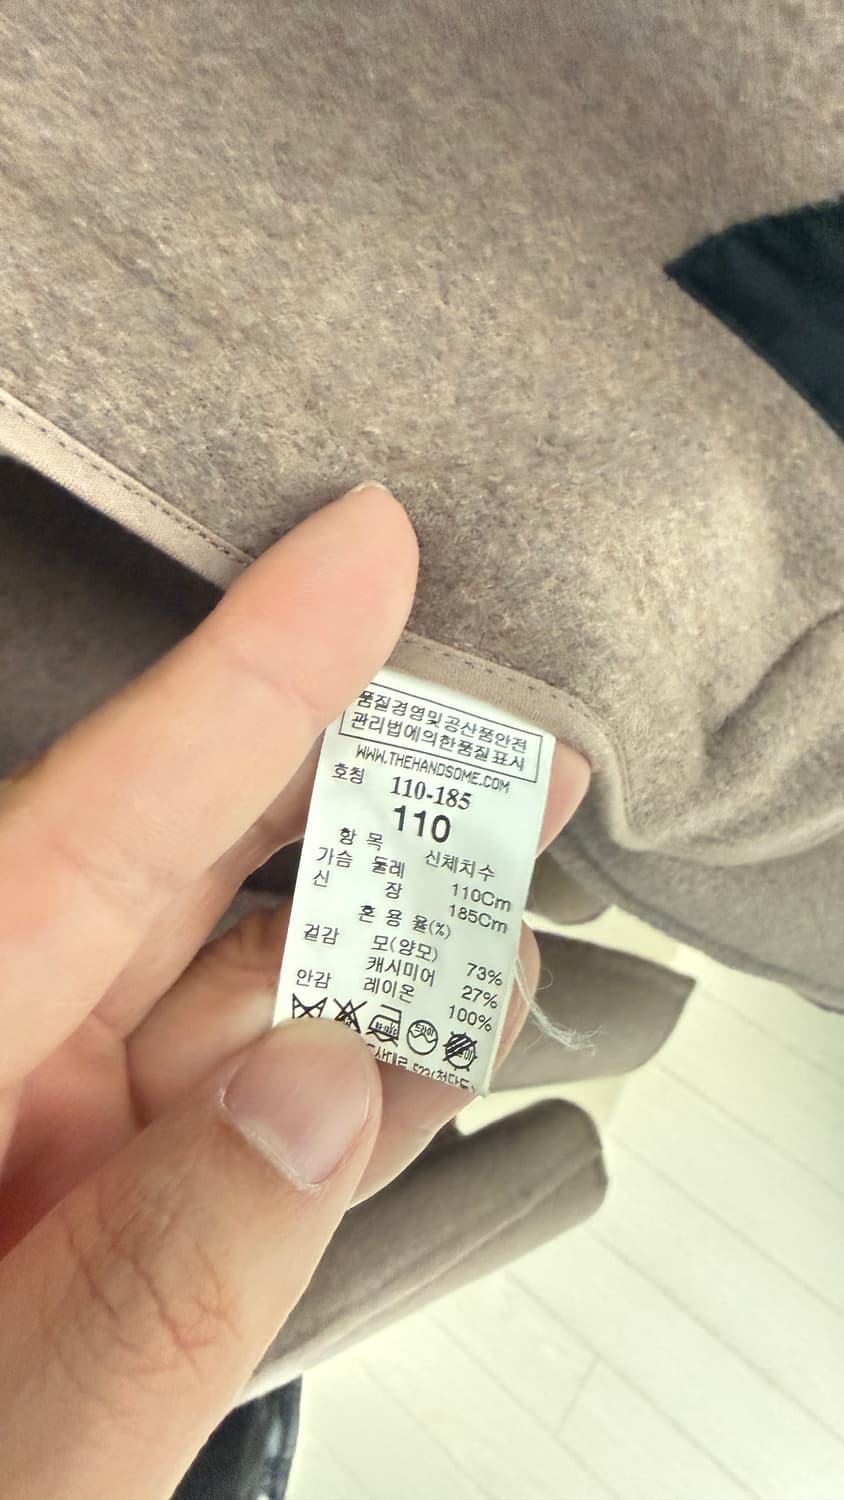 품질경영및공산품안전
관리법에의한품질표시
WWW.THEHANDSOME.COM
호칭 110-185
110
항 목 신체치수
가슴 둘레 110Cm
신 장 185Cm
혼 용 율(%)
겉감 모(양모) 73%
캐시미어 27%
안감 레이온 100%
드라이